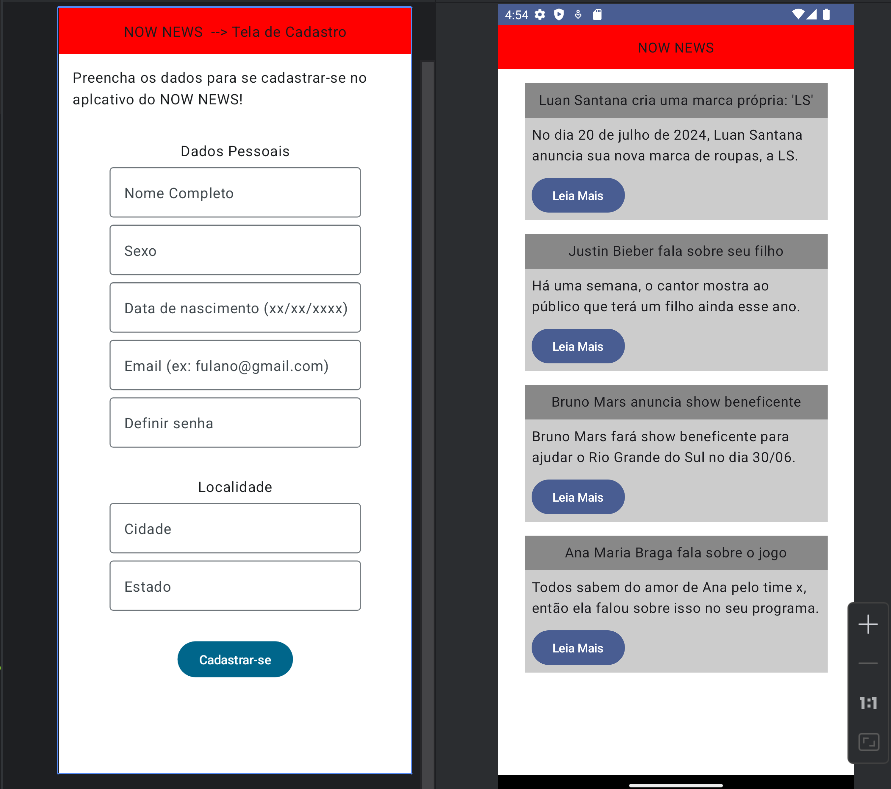 NOW NEWS --> Tela de Cadastro
Preencha os dados para se cadastrar-se no
aplcativo do NOW NEWS!
Dados Pessoais
Nome Completo
Sexo
Data de nascimento (xx/xx/xxxx)
Email (ex: fulano@gmail.com)
Definir senha
Localidade
Cidade
Estado
Cadastrar-se
4:54
NOW NEWS
Luan Santana cria uma marca própria: 'LS'
No dia 20 de julho de 2024, Luan Santana
anuncia sua nova marca de roupas, a LS.
Leia Mais
Justin Bieber fala sobre seu filho
Há uma semana, o cantor mostra ao
público que terá um filho ainda esse ano.
Leia Mais
Bruno Mars anuncia show beneficente
Bruno Mars fará show beneficente para
ajudar o Rio Grande do Sul no dia 30/06.
Leia Mais
Ana Maria Braga fala sobre o jogo
Todos sabem do amor de Ana pelo time x,
então ela falou sobre isso no seu programa.
Leia Mais
1:1